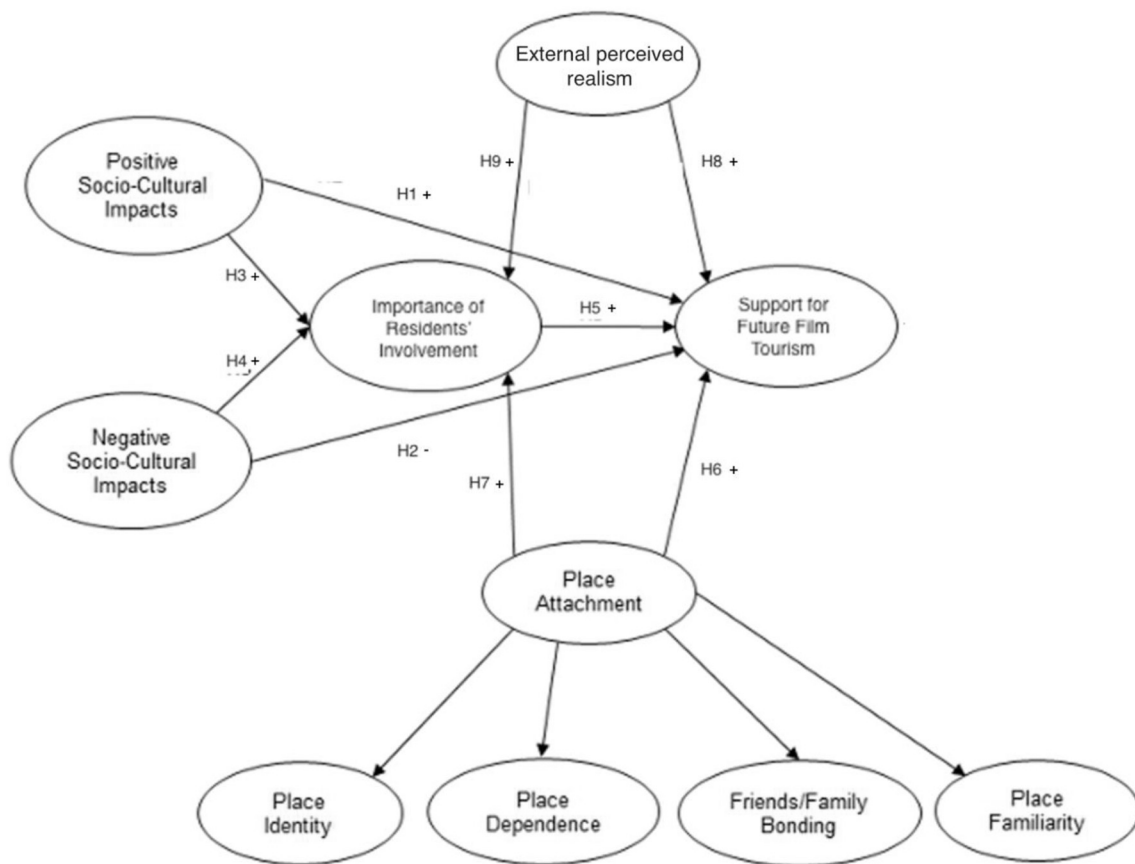 External perceived
realism
Positive
Socio-Cultural
Impacts
H9 +
H8 +
H1 +
H3 +
Importance of
Residents'
Involvement
H5 +
Support for
Future Film
Tourism
H4 +
Negative
Socio-Cultural
Impacts
H2 -
H7 +
H6 +
Place
Attachment
Place
Identity
Place
Dependence
Friends/Family
Bonding
Place
Familiarity